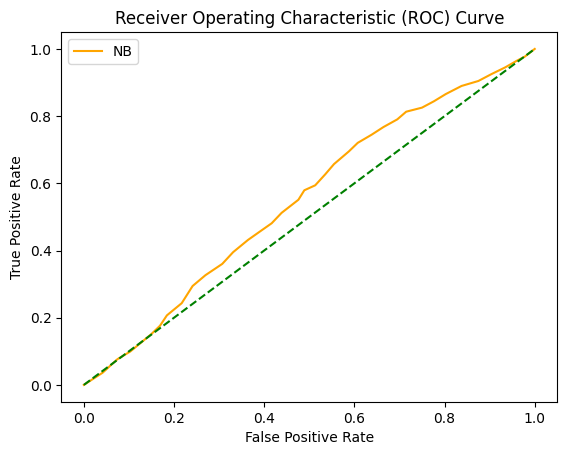 Receiver Operating Characteristic (ROC) Curve
NB
1.0
0.8
0.6
0.4
0.2
0.0
True Positive Rate
0.0 0.2 0.4 0.6 0.8 1.0
False Positive Rate